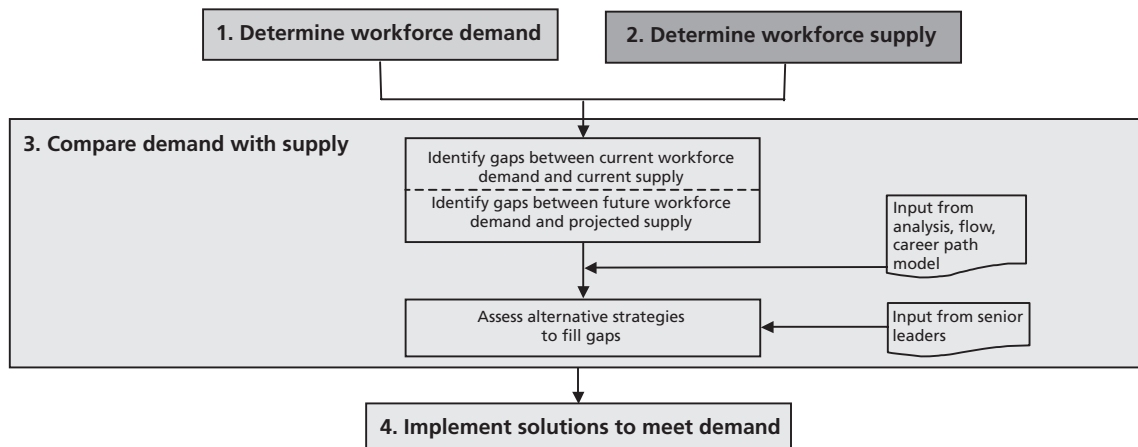 1. Determine workforce demand
2. Determine workforce supply
3. Compare demand with supply
Identify gaps between current workforce
demand and current supply
Identify gaps between future workforce
demand and projected supply
Input from
analysis, flow,
career path
model
Assess alternative strategies
to fill gaps
Input from senior
leaders
4. Implement solutions to meet demand